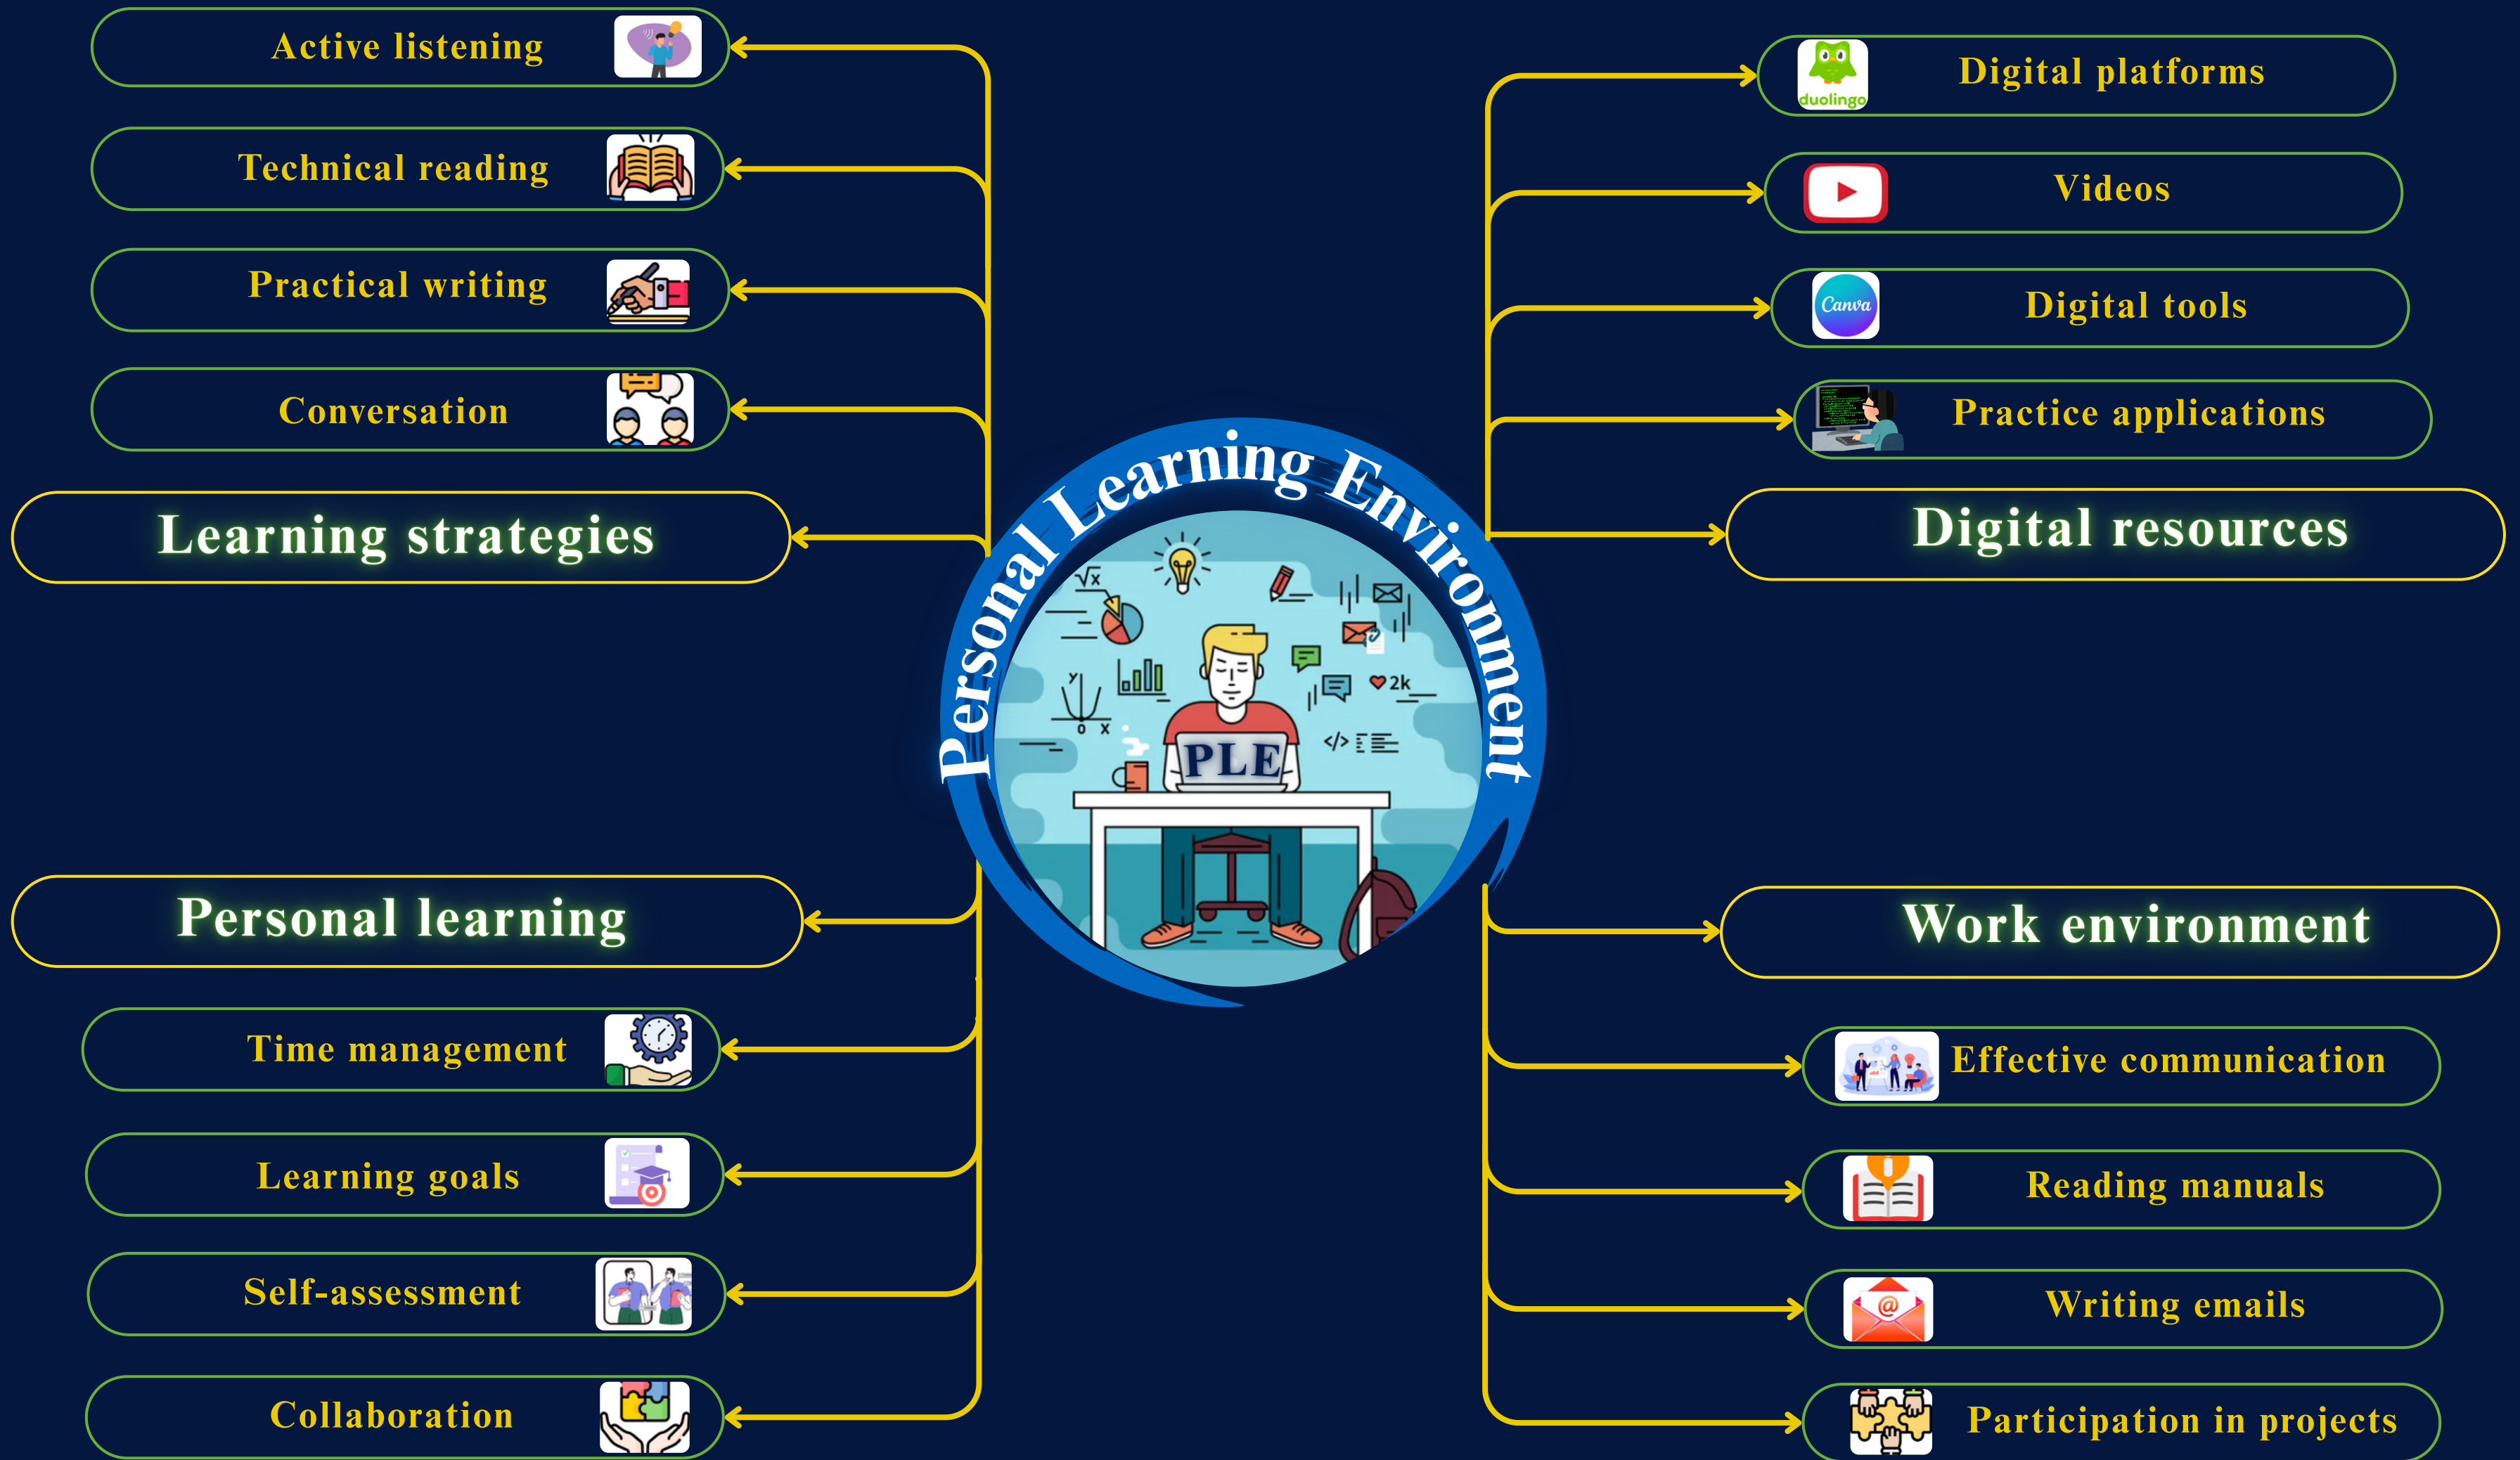 Active listening
Technical reading
Practical writing
Conversation
Learning strategies
Digital platforms
duolingo
Videos
Canva
Digital tools
Practice applications
Digital resources
Personal Learning Environment
√x
y
0 x
2k
</>
PLE
Personal learning
Time management
Learning goals
Self-assessment
Collaboration
Work environment
Effective communication
Reading manuals
@
Writing emails
Participation in projects